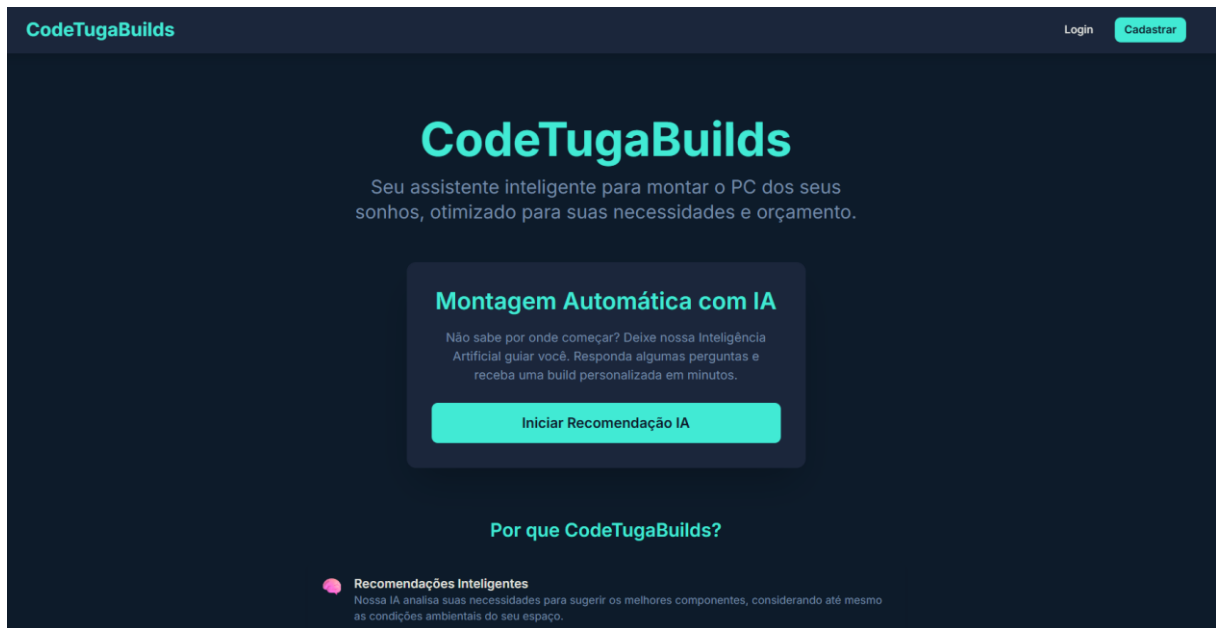 CodeTugaBuilds
Login
Cadastrar
CodeTugaBuilds
Seu assistente inteligente para montar o PC dos seus
sonhos, otimizado para suas necessidades e orçamento.
Montagem Automática com IA
Não sabe por onde começar? Deixe nossa Inteligência
Artificial guiar você. Responda algumas perguntas e
receba uma build personalizada em minutos.
Iniciar Recomendação IA
Por que CodeTugaBuilds?
Recomendações Inteligentes
Nossa IA analisa suas necessidades para sugerir os melhores componentes, considerando até mesmo
as condições ambientais do seu espaço.